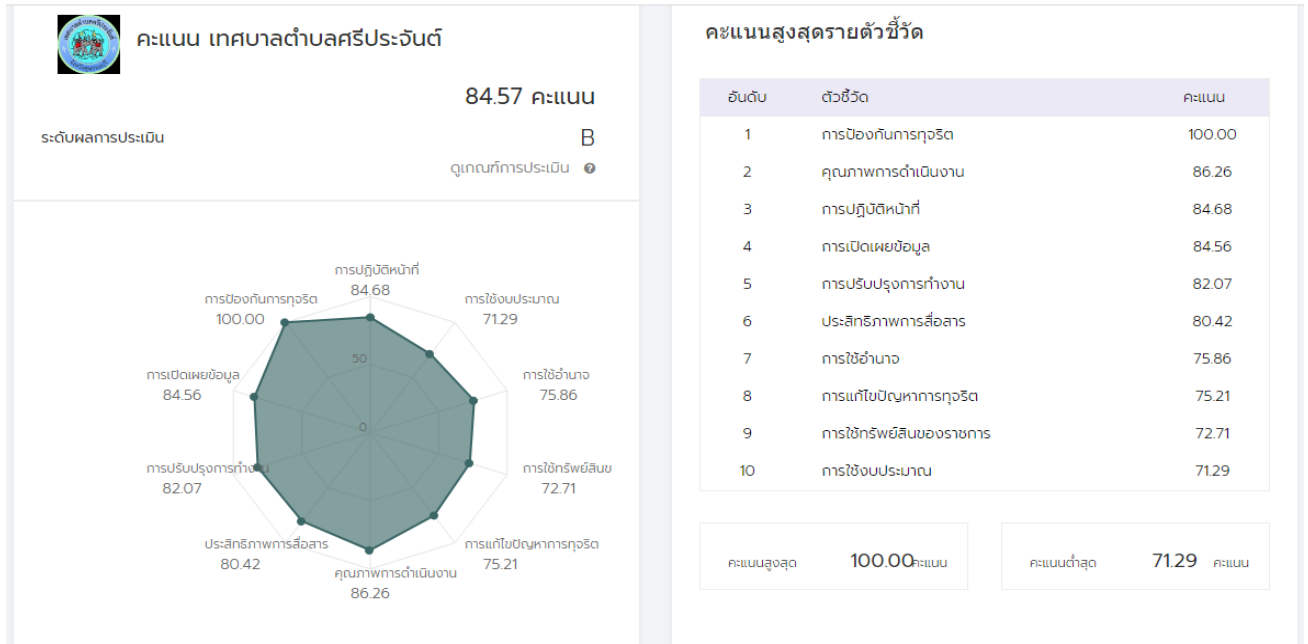 คะแนน เทศบาลตำบลศรีประจันต์
84.57 คะแนน
ระดับผลการประเมิน B
ดูเกณฑ์การประเมิน
การปฏิบัติหน้าที่
84.68
การใช้งบประมาณ
71.29
การใช้อำนาจ
75.86
การใช้ทรัพย์สินข
72.71
การแก้ไขปัญหาการทุจริต
75.21
คุณภาพการดำเนินงาน
86.26
ประสิทธิภาพการสื่อสาร
80.42
การปรับปรุงการทำงาน
82.07
การเปิดเผยข้อมูล
84.56
การป้องกันการทุจริต
100.00
50
0
คะแนนสูงสุดรายตัวชี้วัด
อันดับ ตัวชี้วัด คะแนน
1 การป้องกันการทุจริต 100.00
2 คุณภาพการดำเนินงาน 86.26
3 การปฏิบัติหน้าที่ 84.68
4 การเปิดเผยข้อมูล 84.56
5 การปรับปรุงการทำงาน 82.07
6 ประสิทธิภาพการสื่อสาร 80.42
7 การใช้อำนาจ 75.86
8 การแก้ไขปัญหาการทุจริต 75.21
9 การใช้ทรัพย์สินของราชการ 72.71
10 การใช้งบประมาณ 71.29
คะแนนสูงสุด 100.00 คะแนน
คะแนนต่ำสุด 71.29 คะแนน